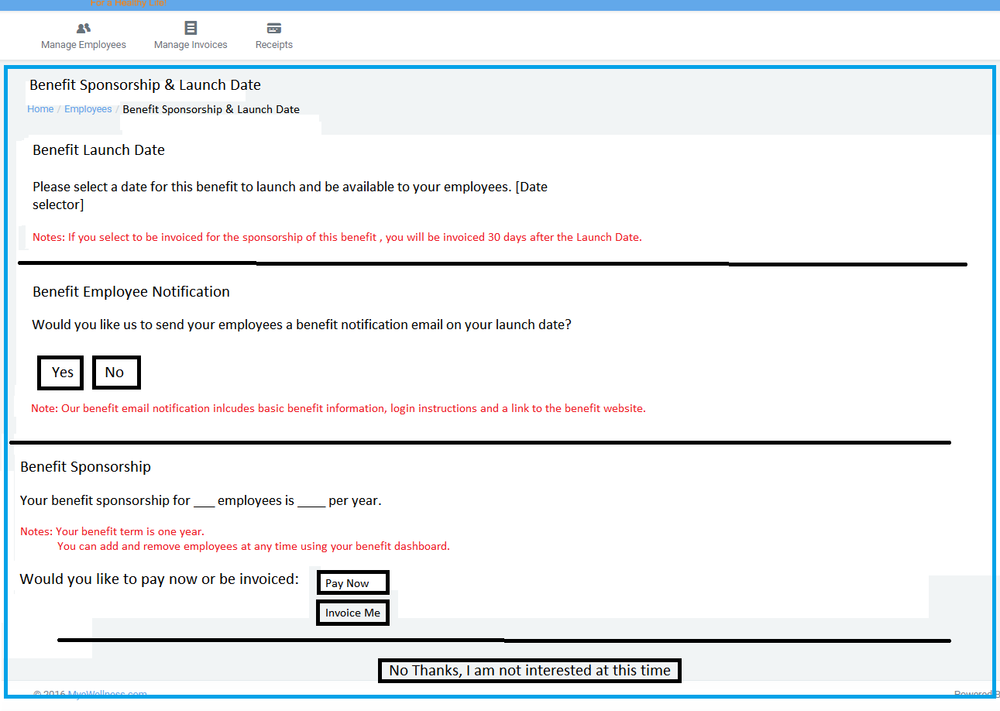 For a Healthy Life!
Manage Employees Manage Invoices Receipts
Benefit Sponsorship & Launch Date
Home / Employees / Benefit Sponsorship & Launch Date
Benefit Launch Date
Please select a date for this benefit to launch and be available to your employees. [Date
selector]
Notes: If you select to be invoiced for the sponsorship of this benefit , you will be invoiced 30 days after the Launch Date.
Benefit Employee Notification
Would you like us to send your employees a benefit notification email on your launch date?
Yes No
Note: Our benefit email notification inlcudes basic benefit information, login instructions and a link to the benefit website.
Benefit Sponsorship
Your benefit sponsorship for ___ employees is ____ per year.
Notes: Your benefit term is one year.
You can add and remove employees at any time using your benefit dashboard.
Would you like to pay now or be invoiced: Pay Now
Invoice Me
No Thanks, I am not interested at this time
© 2016 MyeWellness.com Powered B